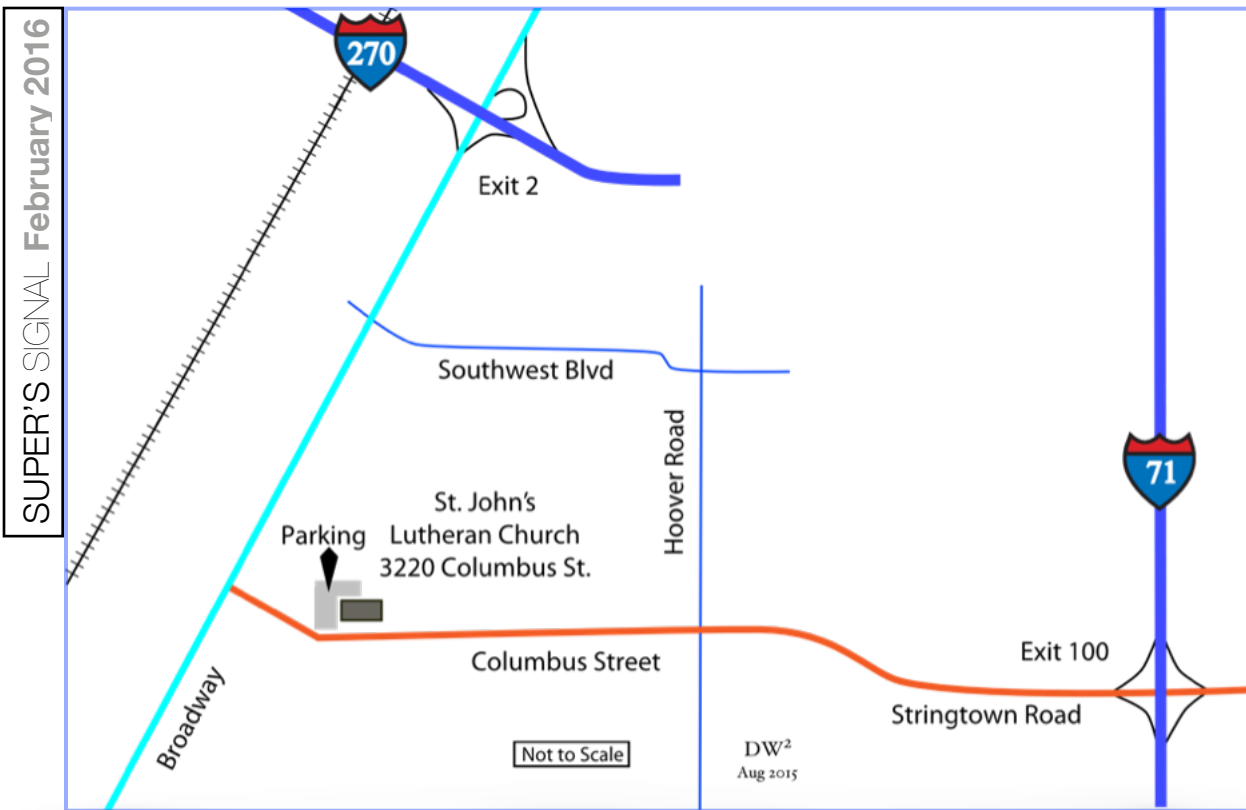 SUPER'S SIGNAL February 2016
270
Exit 2
Southwest Blvd
Hoover Road
71
St. John's
Lutheran Church
3220 Columbus St.
Parking
Exit 100
Columbus Street
Stringtown Road
Broadway
Not to Scale
DW²
Aug 2015